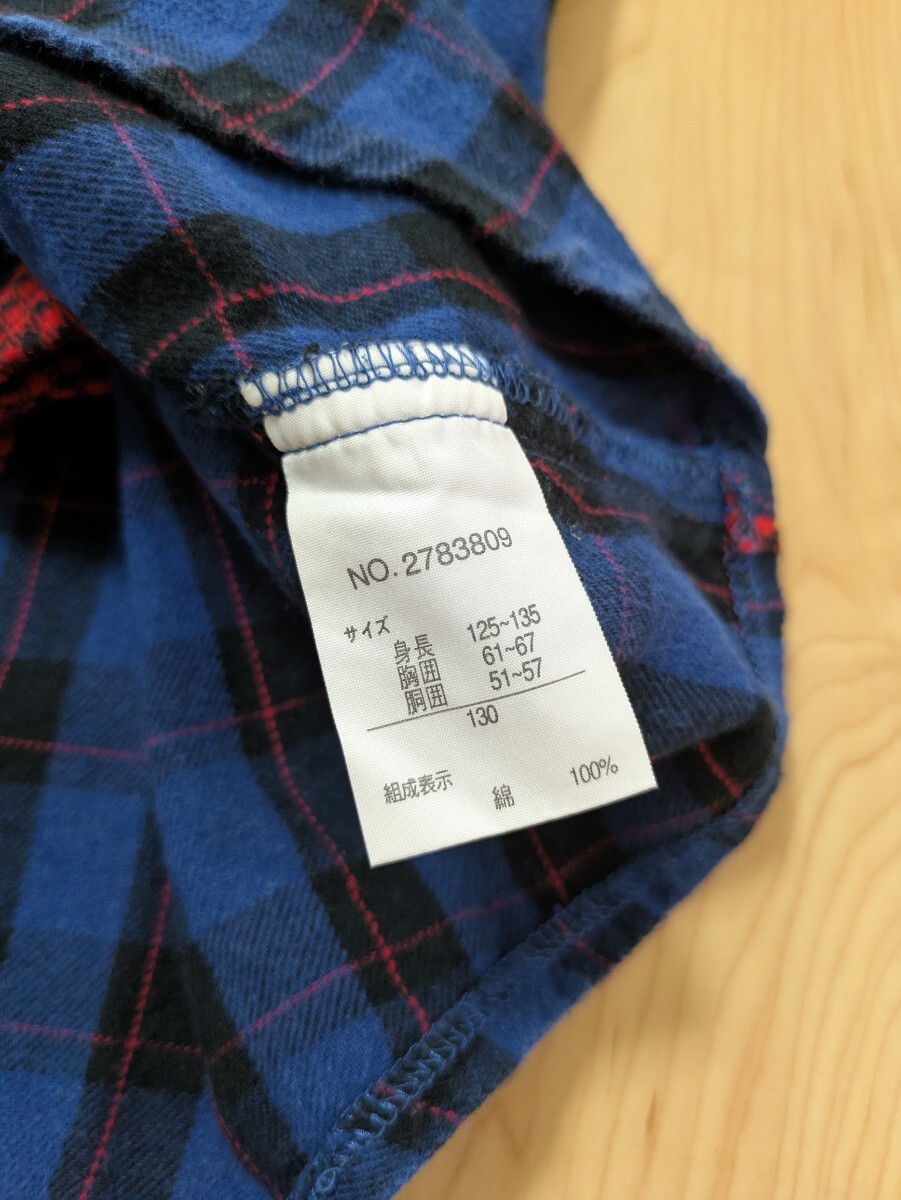 NO. 2783809
サイズ
身長 125~135
胸囲 61~67
胴囲 51~57
130
組成表示
綿 100%